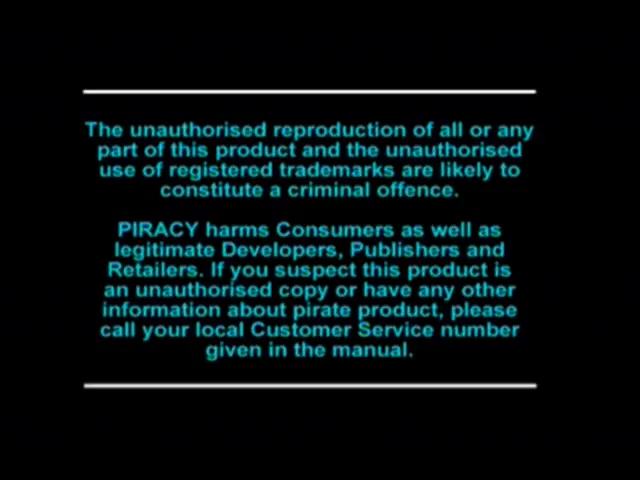 The unauthorised reproduction of all or any
part of this product and the unauthorised
use of registered trademarks are likely to
constitute a criminal offence.
PIRACY harms Consumers as well as
legitimate Developers, Publishers and
Retailers. If you suspect this product is
an unauthorised copy or have any other
information about pirate product, please
call your local Customer Service number
given in the manual.